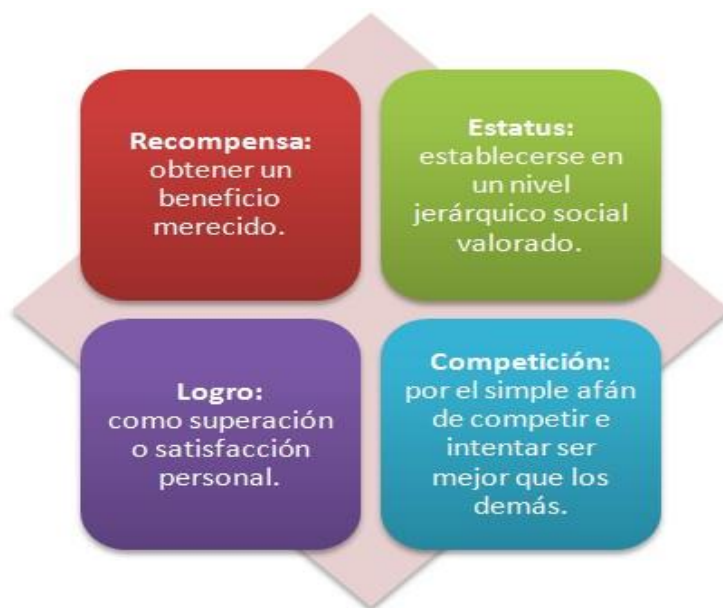 Recompensa:
obtener un
beneficio
merecido.
Estatus:
establecerse en
un nivel
jerárquico social
valorado.
Logro:
como superación
o satisfacción
personal.
Competición:
por el simple afán
de competir e
intentar ser
mejor que los
demás.